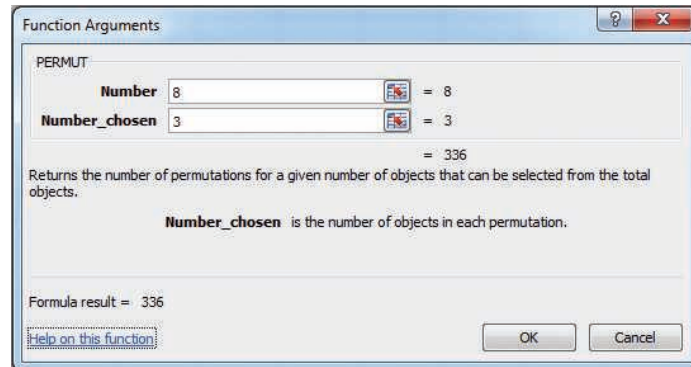 Function Arguments
?
X
PERMUT
Number 8 = 8
Number_chosen 3 = 3
= 336
Returns the number of permutations for a given number of objects that can be selected from the total
objects.
Number_chosen is the number of objects in each permutation.
Formula result = 336
Help on this function OK Cancel